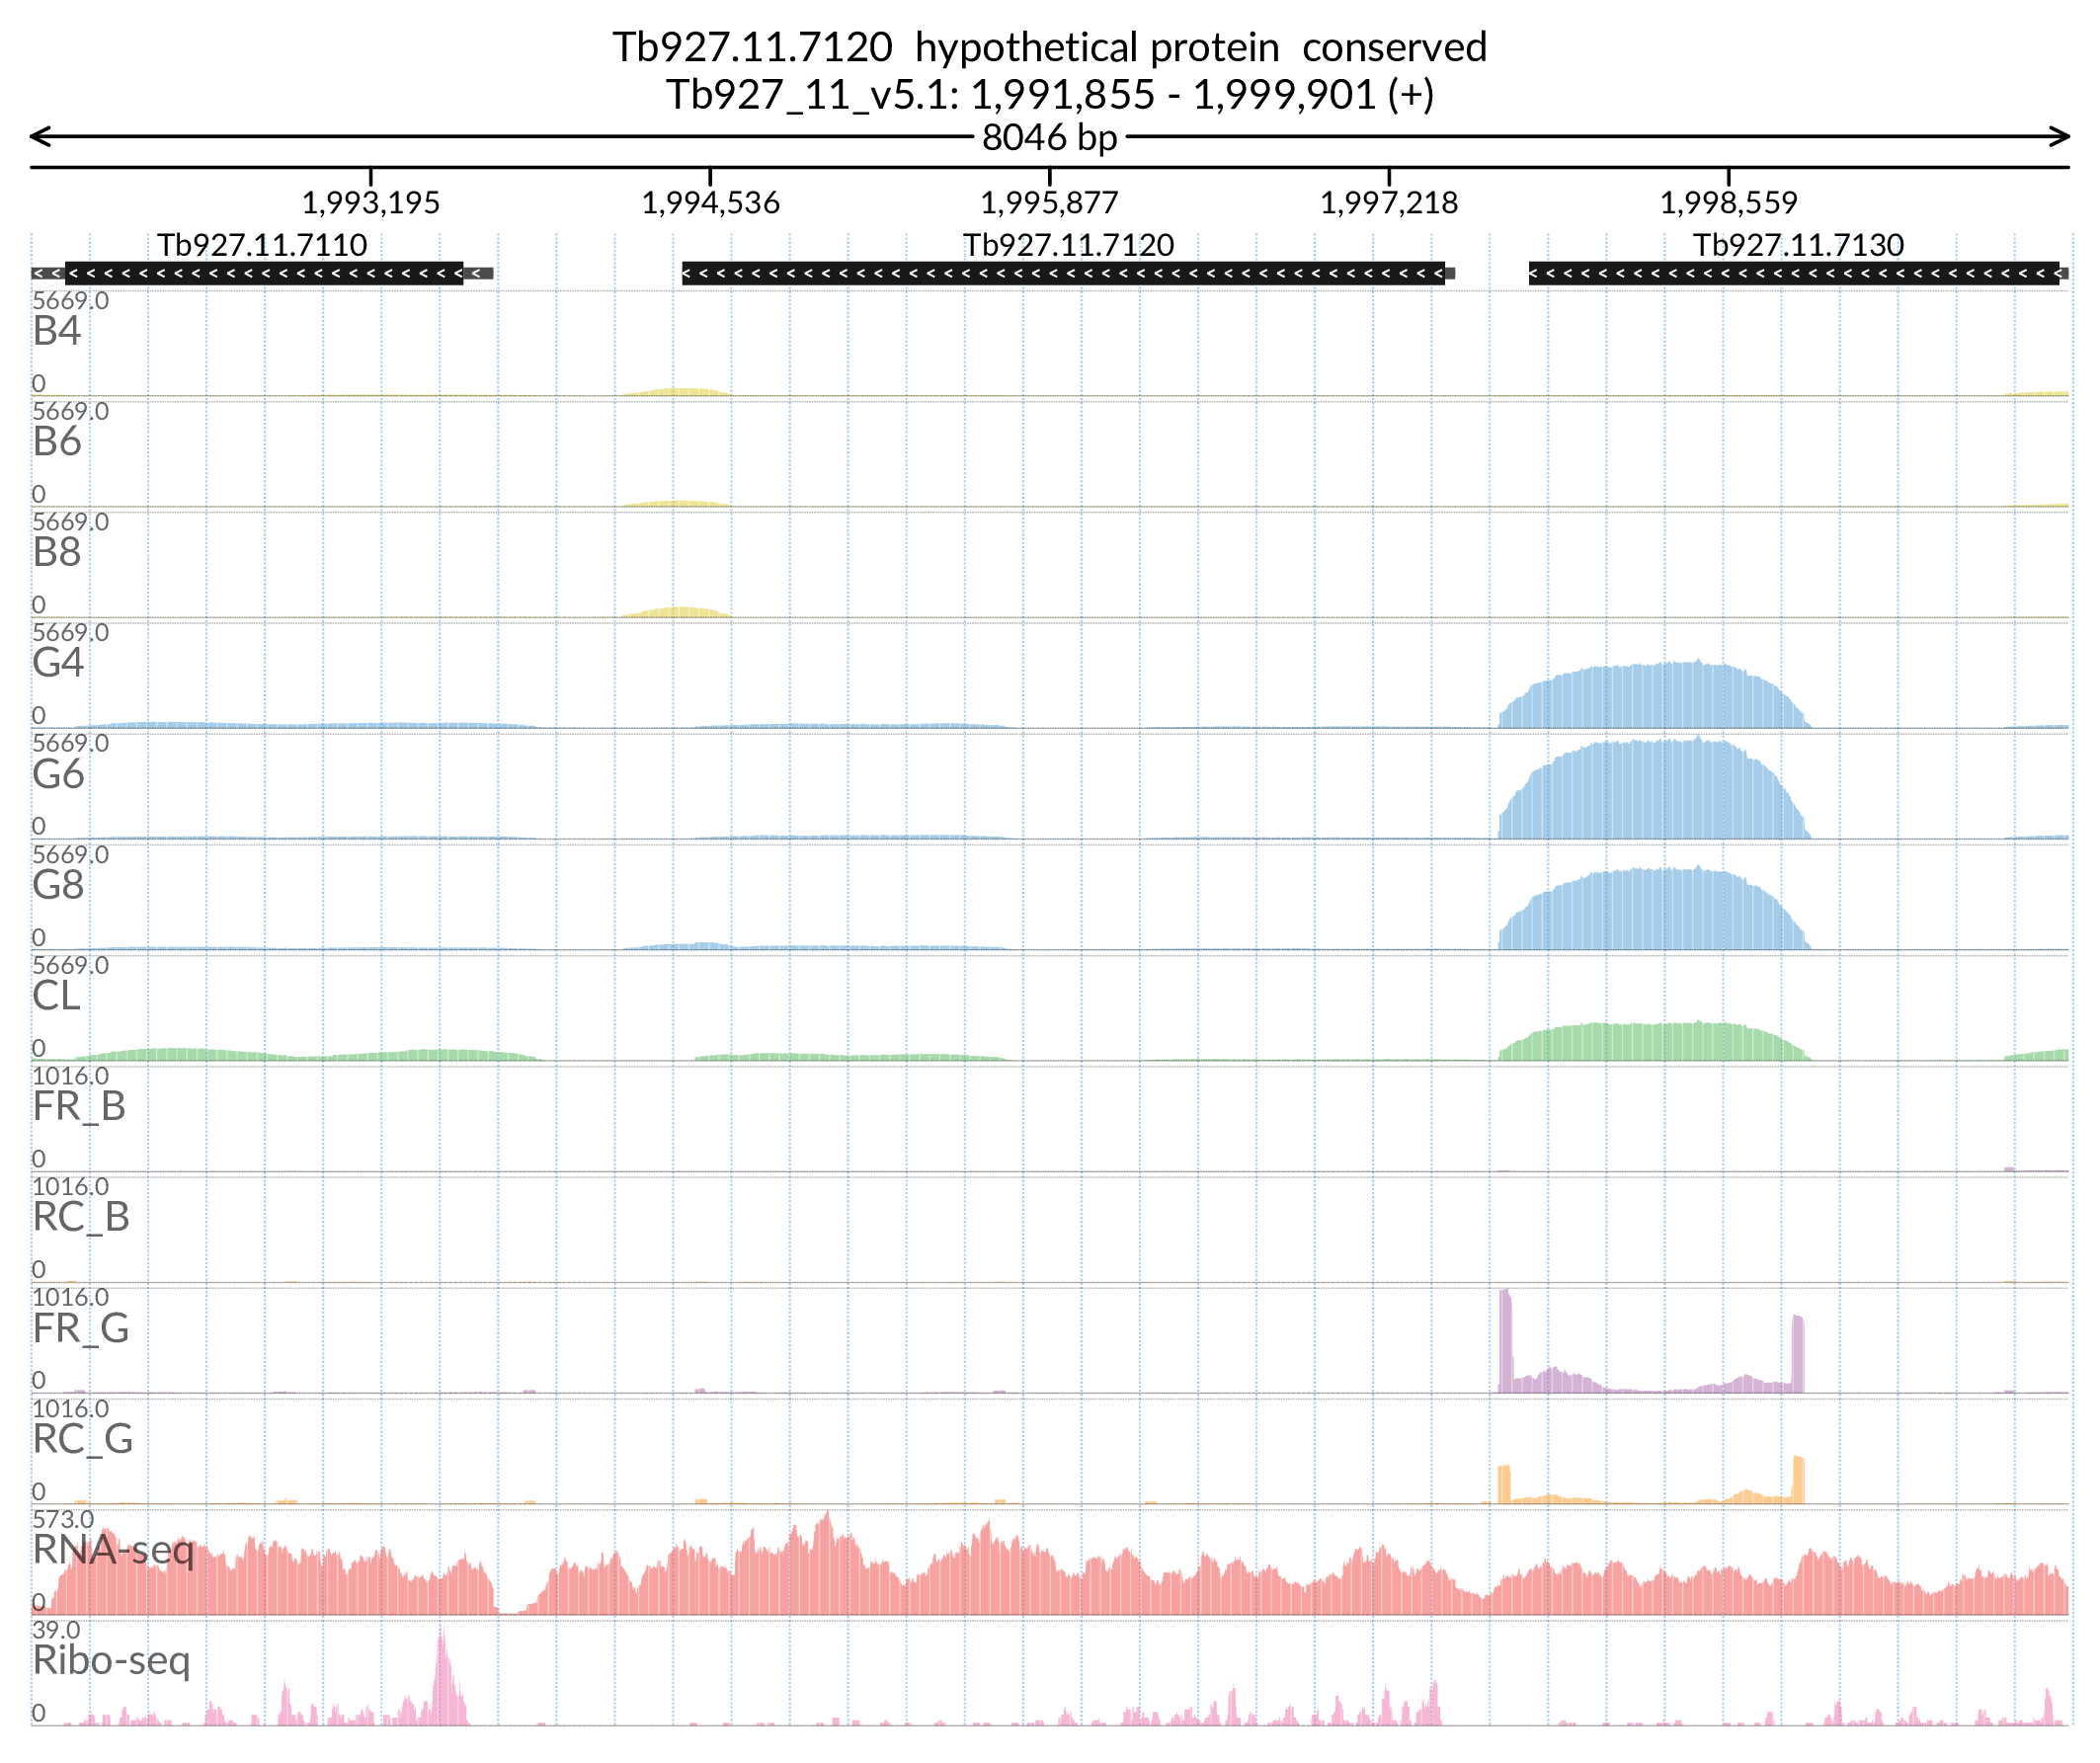 Tb927.11.7120 hypothetical protein conserved
Tb927_11_v5.1: 1,991,855 - 1,999,901 (+)
8046 bp
1,993,195 1,994,536 1,995,877 1,997,218 1,998,559
Tb927.11.7110 Tb927.11.7120 Tb927.11.7130
5669.0
B4
0
5669.0
B6
0
5669.0
B8
0
5669.0
G4
0
5669.0
G6
0
5669.0
G8
0
5669.0
CL
0
1016.0
FR_B
0
1016.0
RC_B
0
1016.0
FR_G
0
1016.0
RC_G
0
573.0
RNA-seq
0
39.0
Ribo-seq
0